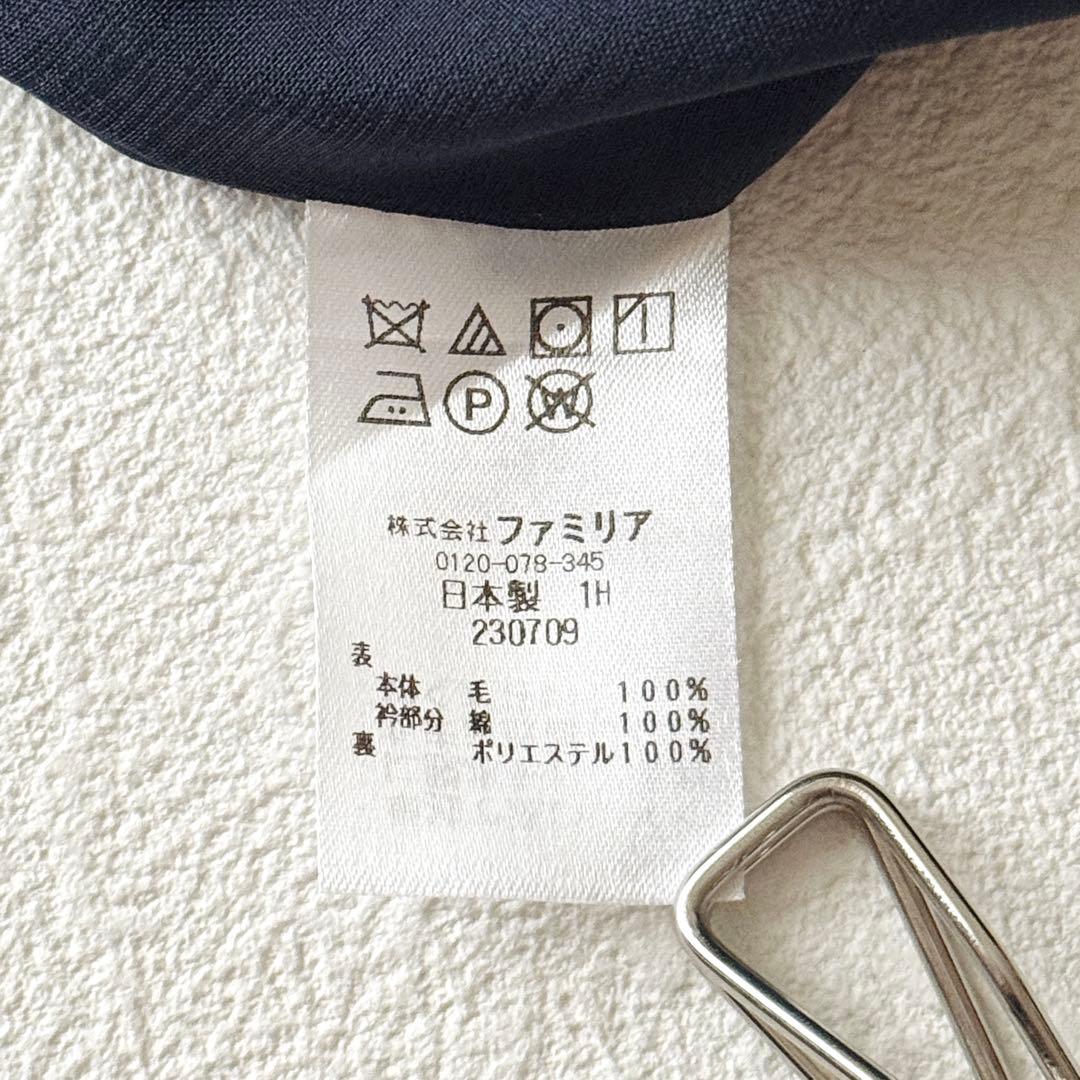 P W
株式会社ファミリア
0120-078-345
日本製 1H
230709
表
本体 毛 100%
衿部分 綿 100%
裏 ポリエステル100%